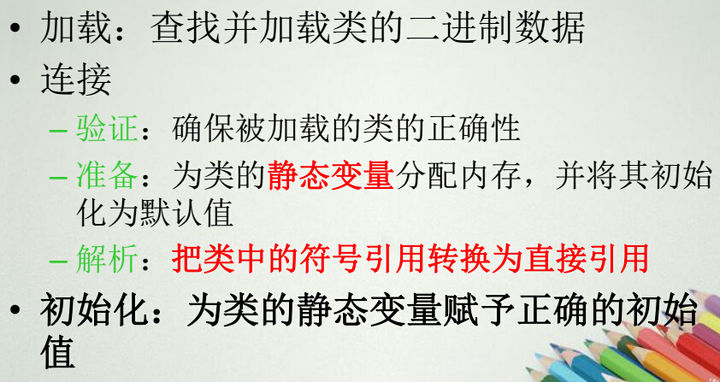 • 加载：查找并加载类的二进制数据
• 连接
– 验证：确保被加载的类的正确性
– 准备：为类的静态变量分配内存，并将其初始
化为默认值
– 解析：把类中的符号引用转换为直接引用
• 初始化：为类的静态变量赋予正确的初始
值